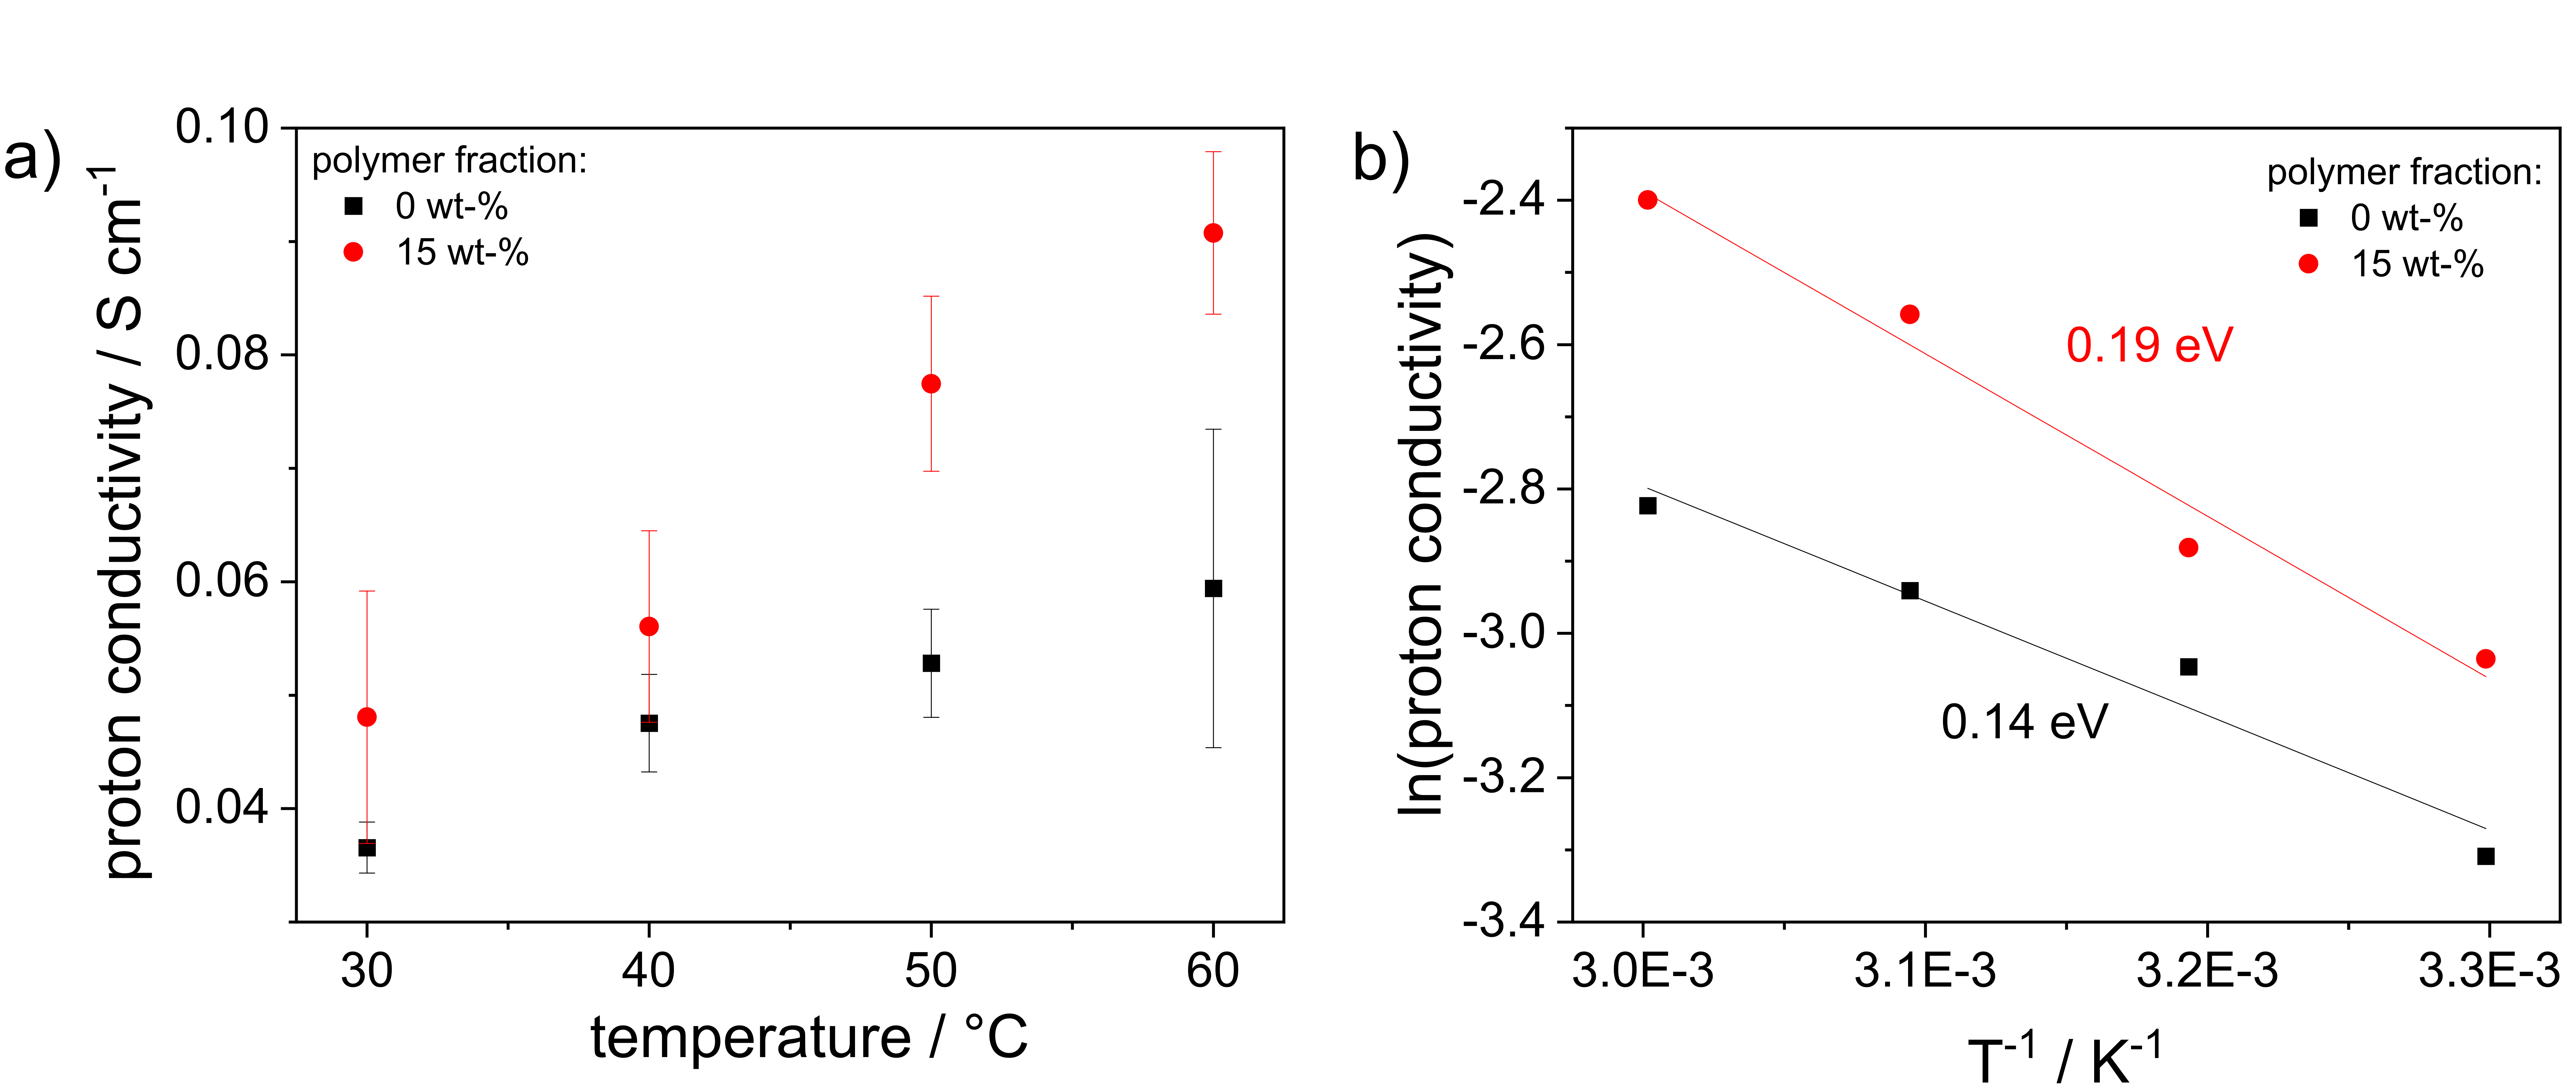 a)
proton conductivity / S cm⁻¹
0.10
0.08
0.06
0.04
polymer fraction:
0 wt-%
15 wt-%
30 40 50 60
temperature / °C
b)
ln(proton conductivity)
-2.4
-2.6
-2.8
-3.0
-3.2
-3.4
polymer fraction:
0 wt-%
15 wt-%
0.19 eV
0.14 eV
3.0E-3 3.1E-3 3.2E-3 3.3E-3
T⁻¹ / K⁻¹